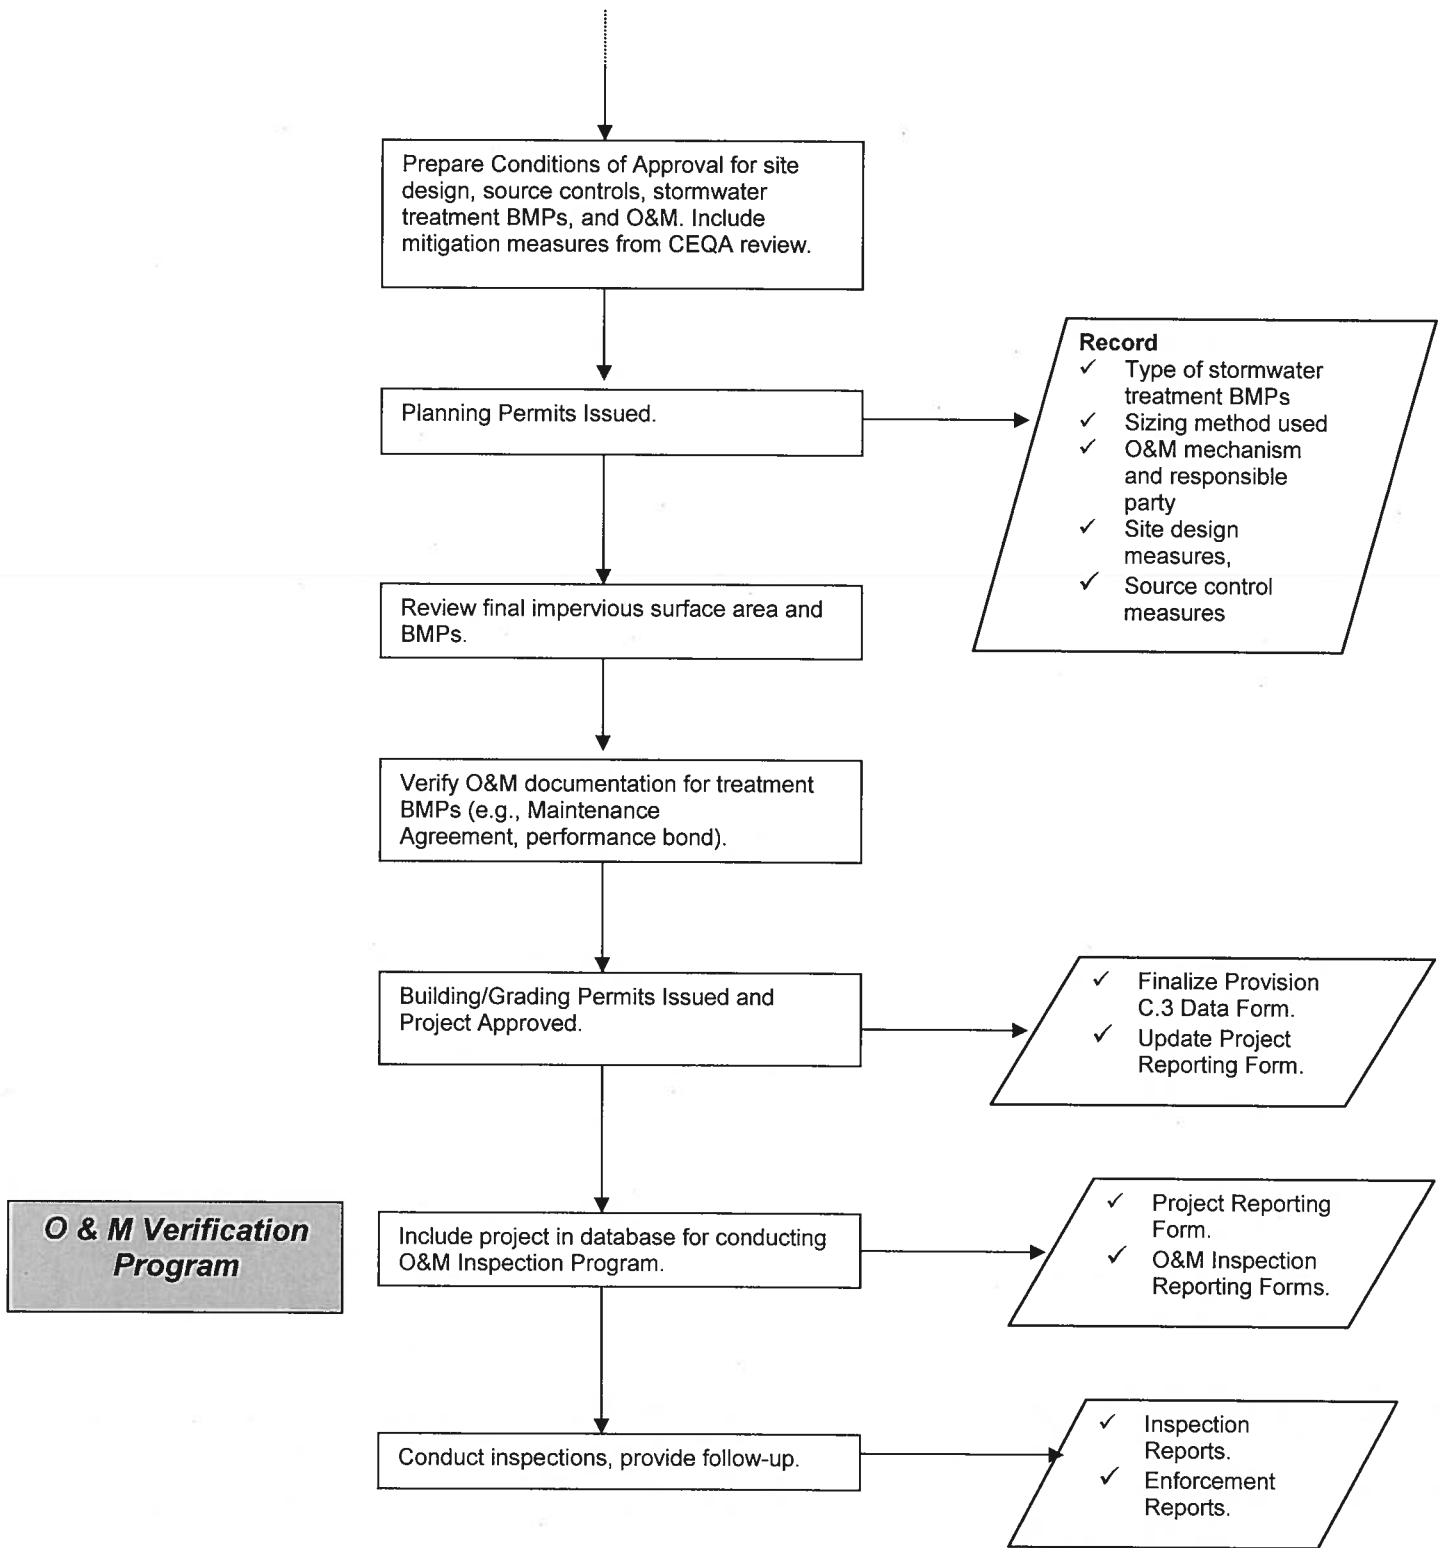 Prepare Conditions of Approval for site
design, source controls, stormwater
treatment BMPs, and O&M. Include
mitigation measures from CEQA review.
Planning Permits Issued.
Record
✓ Type of stormwater
treatment BMPs
✓ Sizing method used
✓ O&M mechanism
and responsible
party
✓ Site design
measures,
✓ Source control
measures
Review final impervious surface area and
BMPs.
Verify O&M documentation for treatment
BMPs (e.g., Maintenance
Agreement, performance bond).
Building/Grading Permits Issued and
Project Approved.
✓ Finalize Provision
C.3 Data Form.
✓ Update Project
Reporting Form.
O & M Verification
Program
Include project in database for conducting
O&M Inspection Program.
✓ Project Reporting
Form.
✓ O&M Inspection
Reporting Forms.
Conduct inspections, provide follow-up.
✓ Inspection
Reports.
✓ Enforcement
Reports.